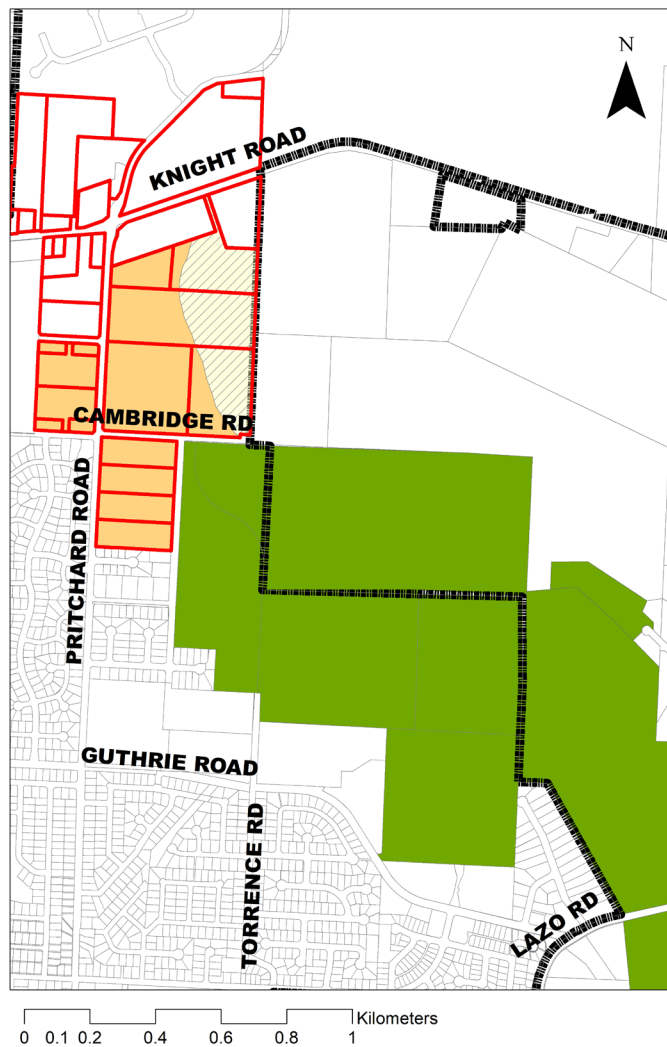 N
KNIGHT ROAD
CAMBRIDGE RD
PRITCHARD ROAD
GUTHRIE ROAD
TORRENCE RD
LAZO RD
Kilometers
0 0.1 0.2 0.4 0.6 0.8 1